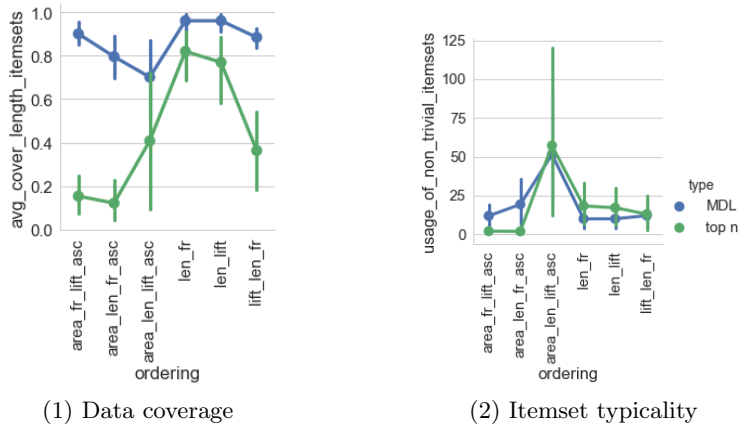 avg_cover_length_itemsets
1.0
0.8
0.6
0.4
0.2
0.0
area_fr_lift_asc
area_len_fr_asc
area_len_lift_asc
len_fr
len_lift
lift_len_fr
ordering
(1) Data coverage
usage_of_non_trivial_itemsets
125
100
75
50
25
0
area_fr_lift_asc
area_len_fr_asc
area_len_lift_asc
len_fr
len_lift
lift_len_fr
ordering
type
MDL
top n
(2) Itemset typicality